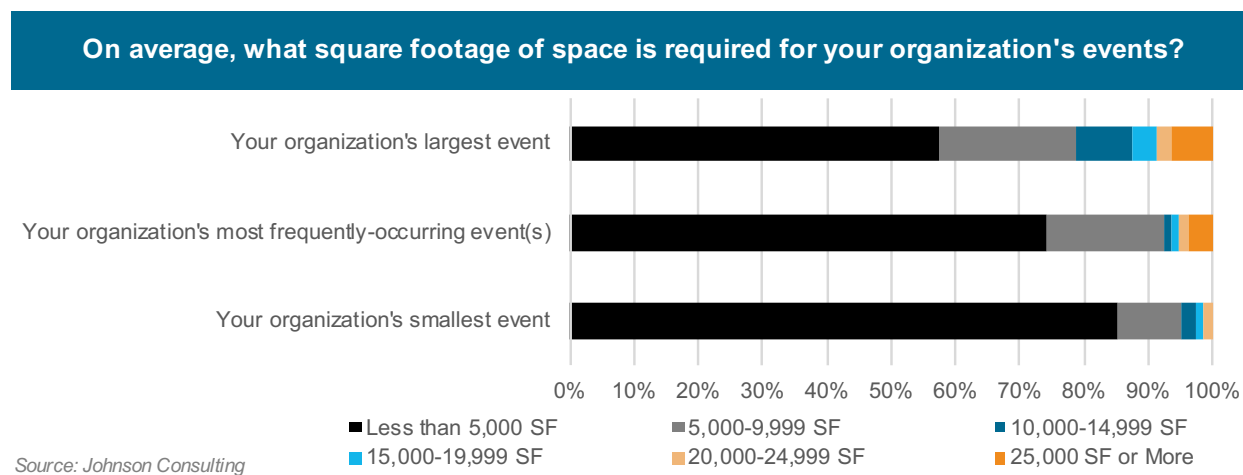 On average, what square footage of space is required for your organization's events?
Your organization's largest event
Your organization's most frequently-occurring event(s)
Your organization's smallest event
0% 10% 20% 30% 40% 50% 60% 70% 80% 90% 100%
Less than 5,000 SF 5,000-9,999 SF 10,000-14,999 SF
15,000-19,999 SF 20,000-24,999 SF 25,000 SF or More
Source: Johnson Consulting